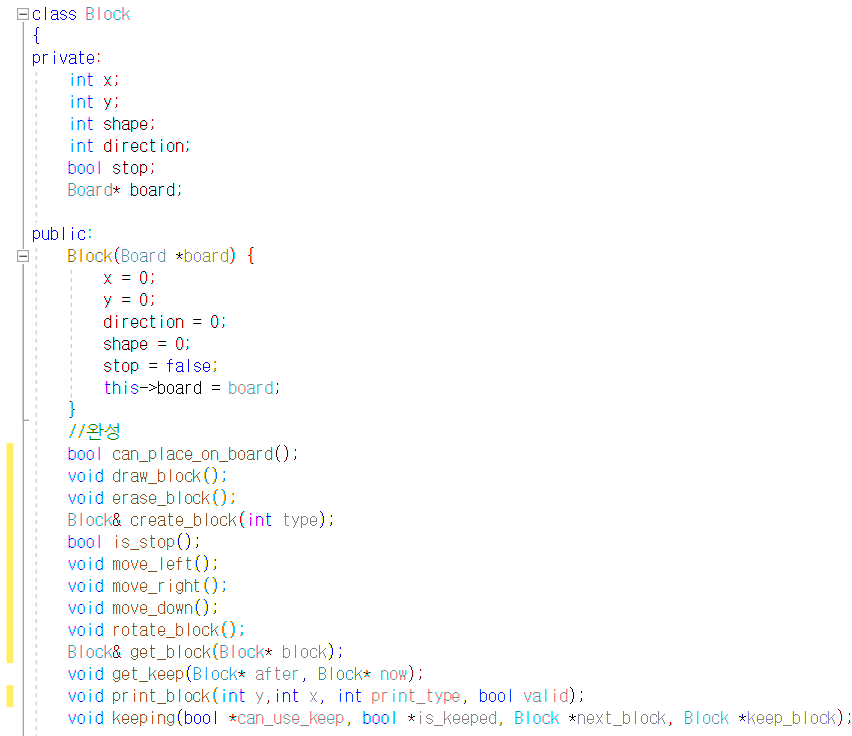 class Block
{
private:
    int x;
    int y;
    int shape;
    int direction;
    bool stop;
    Board* board;

public:
    Block(Board *board) {
        x = 0;
        y = 0;
        direction = 0;
        shape = 0;
        stop = false;
        this->board = board;
    }
    //완성
    bool can_place_on_board();
    void draw_block();
    void erase_block();
    Block& create_block(int type);
    bool is_stop();
    void move_left();
    void move_right();
    void move_down();
    void rotate_block();
    Block& get_block(Block* block);
    void get_keep(Block* after, Block* now);
    void print_block(int y,int x, int print_type, bool valid);
    void keeping(bool *can_use_keep, bool *is_keeped, Block *next_block, Block *keep_block);